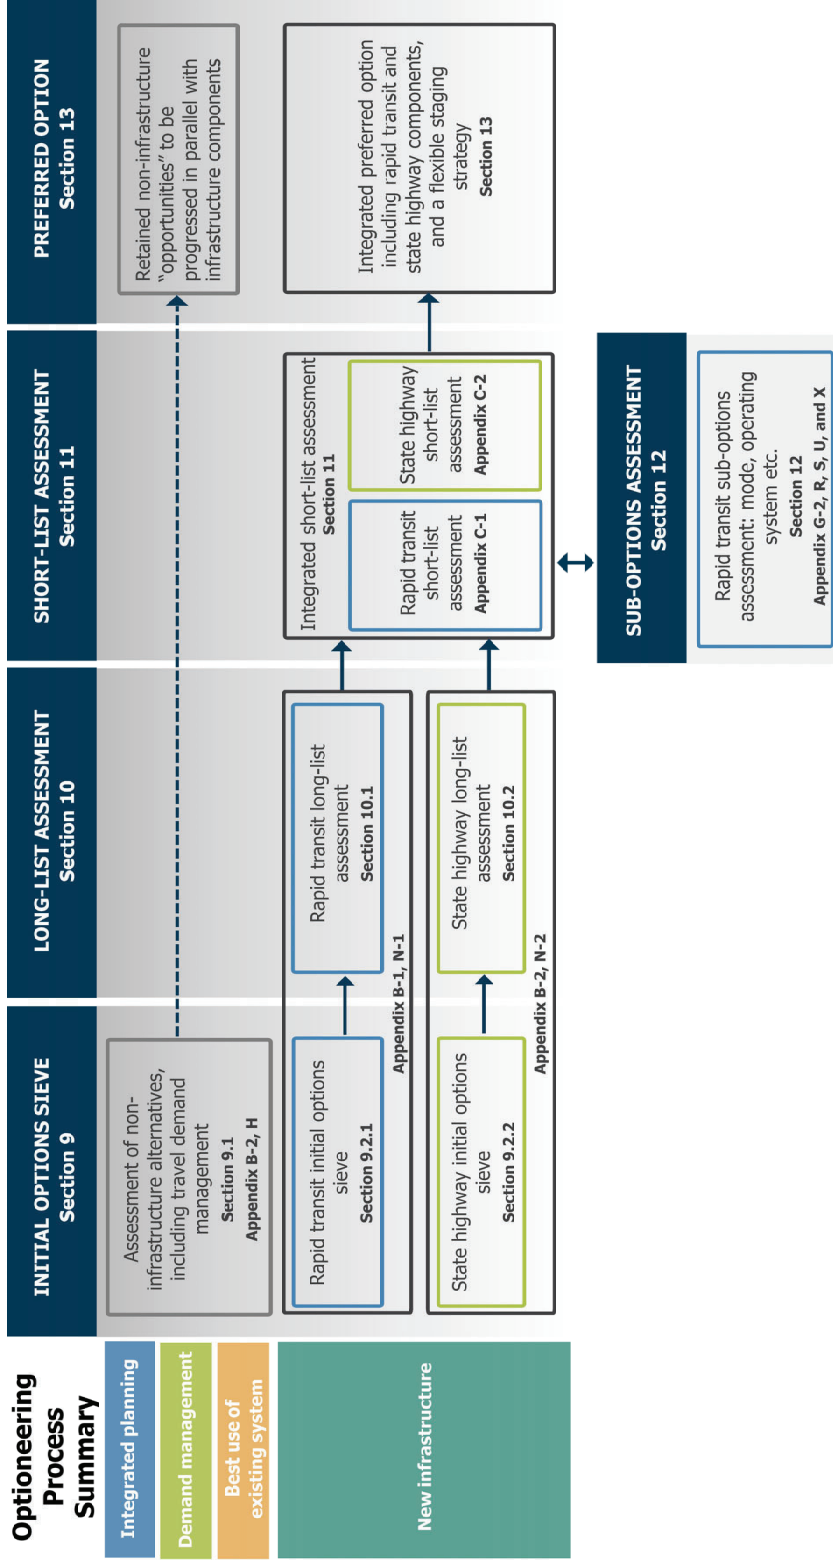 Optioneering
Process
Summary
INITIAL OPTIONS SIEVE
Section 9
LONG-LIST ASSESSMENT
Section 10
SHORT-LIST ASSESSMENT
Section 11
PREFERRED OPTION
Section 13
Integrated planning
Demand management
Best use of
existing system
New infrastructure
Assessment of non-
infrastructure alternatives,
including travel demand
management
Section 9.1
Appendix B-2, H
Retained non-infrastructure
“opportunities” to be
progressed in parallel with
infrastructure components
Rapid transit initial options
sieve
Section 9.2.1
Rapid transit long-list
assessment
Section 10.1
Appendix B-1, N-1
State highway initial options
sieve
Section 9.2.2
State highway long-list
assessment
Section 10.2
Appendix B-2, N-2
Integrated short-list assessment
Section 11
Rapid transit
short-list
assessment
Appendix C-1
State highway
short-list
assessment
Appendix C-2
Integrated preferred option
including rapid transit and
state highway components,
and a flexible staging
strategy
Section 13
SUB-OPTIONS ASSESSMENT
Section 12
Rapid transit sub-options
assessment: mode, operating
system etc.
Section 12
Appendix G-2, R, S, U, and X